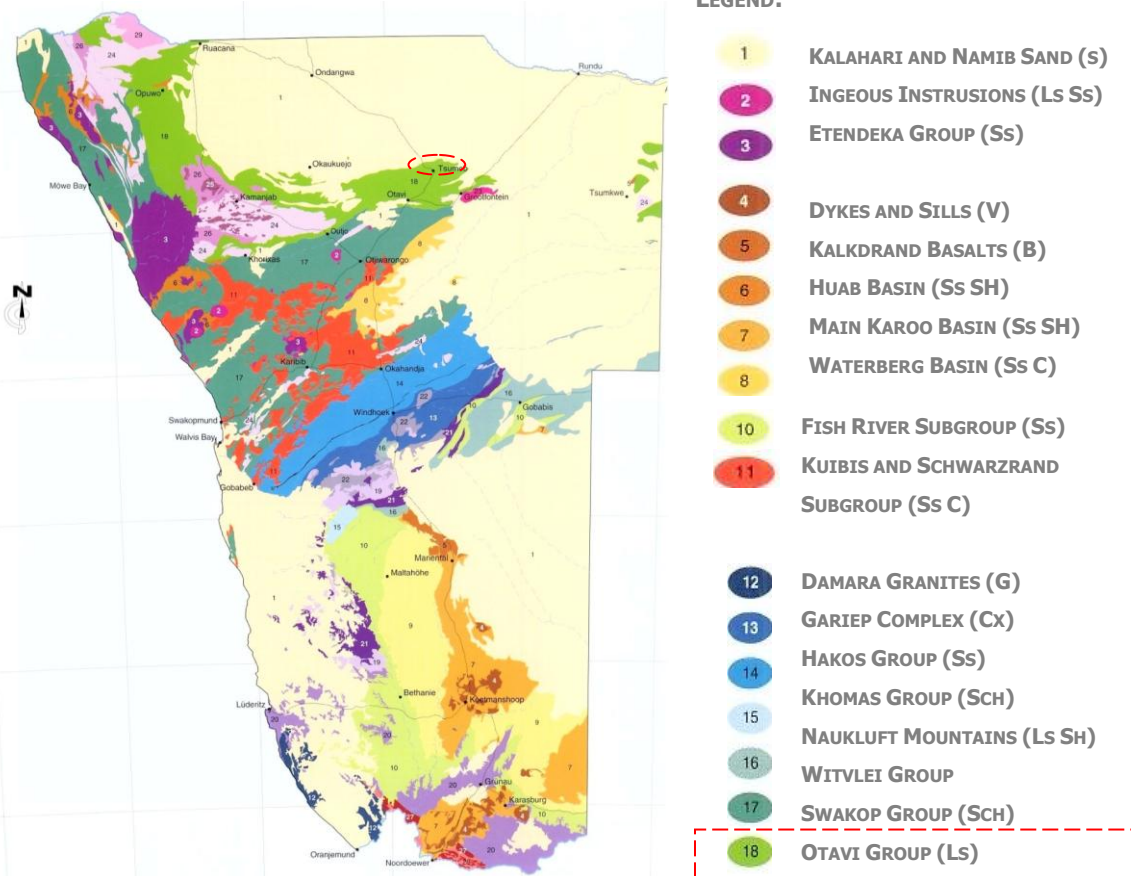 LEGEND:
1 KALAHARI AND NAMIB SAND (S)
2 INGEOUS INSTRUSIONS (LS SS)
3 ETENDEKA GROUP (SS)
4 DYKES AND SILLS (V)
5 KALKDRAND BASALTS (B)
6 HUAB BASIN (SS SH)
7 MAIN KAROO BASIN (SS SH)
8 WATERBERG BASIN (SS C)
10 FISH RIVER SUBGROUP (SS)
11 KUIBIS AND SCHWARZRAND
SUBGROUP (SS C)
12 DAMARA GRANITES (G)
13 GARIEP COMPLEX (CX)
14 HAKOS GROUP (SS)
15 KHOMAS GROUP (SCH)
16 NAUKLUFT MOUNTAINS (LS SH)
WITVLEI GROUP
17 SWAKOP GROUP (SCH)
18 OTAVI GROUP (LS)
N
Ruacana
Ondangwa
Rundu
Opuwo
Okaukuejo
Tsumeb
Möwe Bay
Kamanjab
Otavi
Grootfontein
Tsumkwe
Outjo
Khorixas
Otjiwarongo
Karibib
Okahandja
Swakopmund
Windhoek
Gobabis
Walvis Bay
Gobabeb
Mariental
Maltahöhe
Bethanie
Lüderitz
Keetmanshoop
Grünau
Karasburg
Oranjemund
Noordoewer